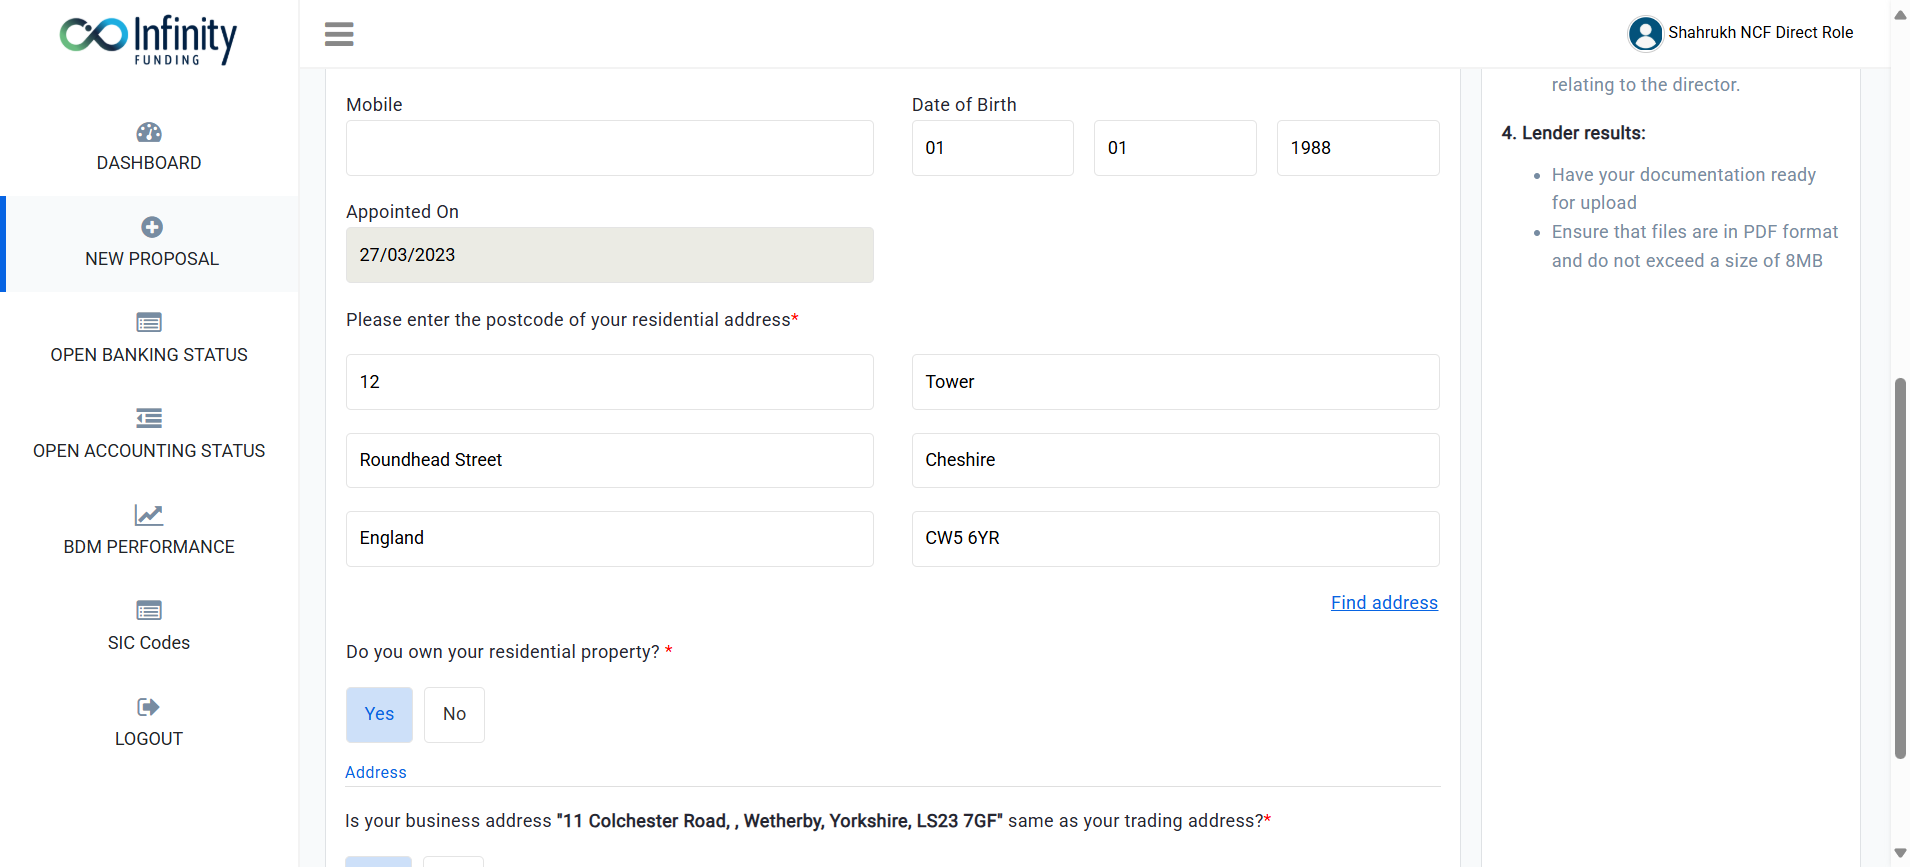 Infinity
FUNDING
Shahrukh NCF Direct Role
DASHBOARD
NEW PROPOSAL
OPEN BANKING STATUS
OPEN ACCOUNTING STATUS
BDM PERFORMANCE
SIC Codes
LOGOUT
Mobile
Date of Birth
01
01
1988
Appointed On
27/03/2023
Please enter the postcode of your residential address*
12
Tower
Roundhead Street
Cheshire
England
CW5 6YR
Find address
Do you own your residential property? *
Yes
No
Address
Is your business address "11 Colchester Road, , Wetherby, Yorkshire, LS23 7GF" same as your trading address?*
relating to the director.
4. Lender results:
Have your documentation ready
for upload
Ensure that files are in PDF format
and do not exceed a size of 8MB